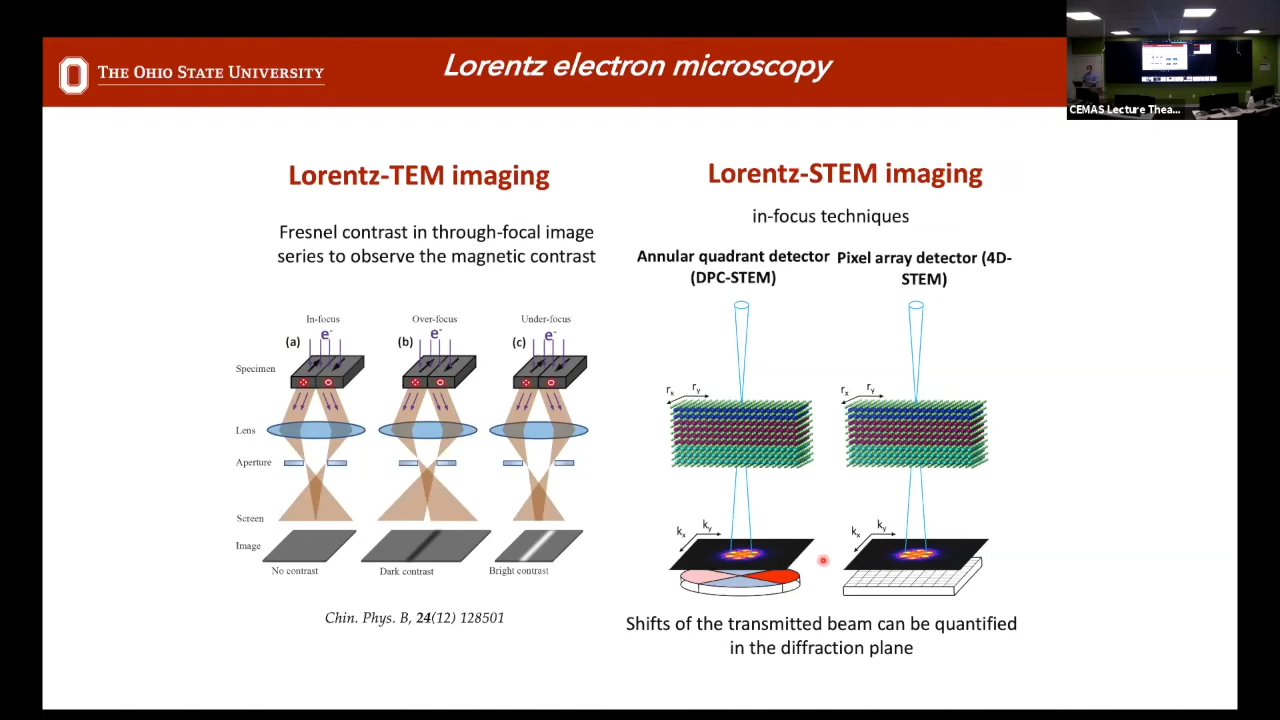 THE OHIO STATE UNIVERSITY
Lorentz electron microscopy
CEMAS Lecture Thea...
Lorentz-TEM imaging
Fresnel contrast in through-focal image
series to observe the magnetic contrast
In-focus
Over-focus
Under-focus
e-
e-
e-
(a)
(b)
(c)
Specimen
Lens
Aperture
Screen
Image
No contrast
Dark contrast
Bright contrast
Chin. Phys. B, 24(12) 128501
Lorentz-STEM imaging
in-focus techniques
Annular quadrant detector
(DPC-STEM)
Pixel array detector (4D-
STEM)
rx
ry
rx
ry
kx
ky
kx
ky
Shifts of the transmitted beam can be quantified
in the diffraction plane